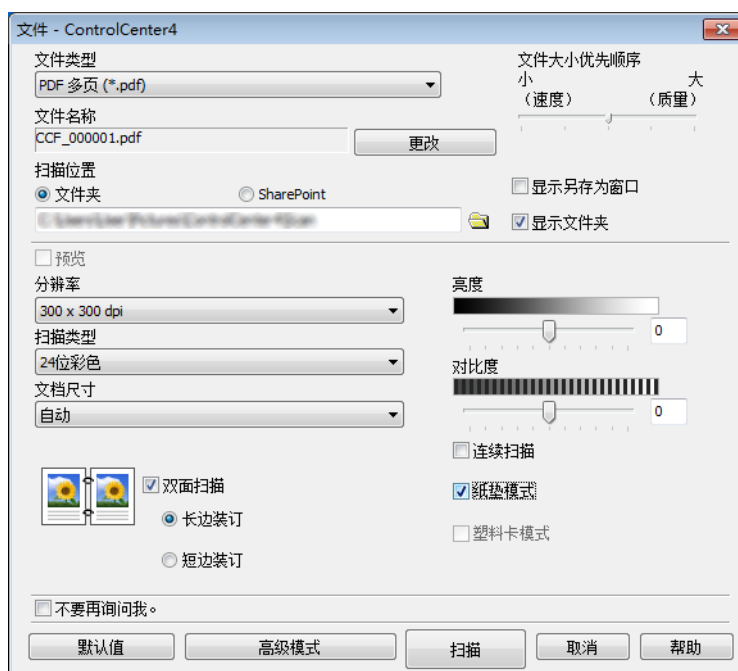 文件 - ControlCenter4
文件类型
PDF 多页 (*.pdf)
文件大小优先顺序
小 大
（速度） （质量）
文件名称
CCF_000001.pdf
更改
扫描位置
文件夹 SharePoint
显示另存为窗口
显示文件夹
预览
分辨率
300 x 300 dpi
扫描类型
24位彩色
文档尺寸
自动
亮度
0
对比度
0
连续扫描
双面扫描
纸垫模式
长边装订
塑料卡模式
短边装订
不要再询问我。
默认值 高级模式 扫描 取消 帮助